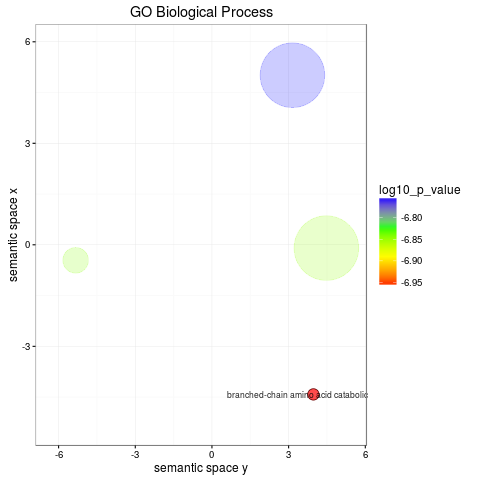 GO Biological Process
6
3
0
-3
semantic space x
-6
-3
0
3
6
semantic space y
branched-chain amino acid catabolic
log10_p_value
-6.80
-6.85
-6.90
-6.95